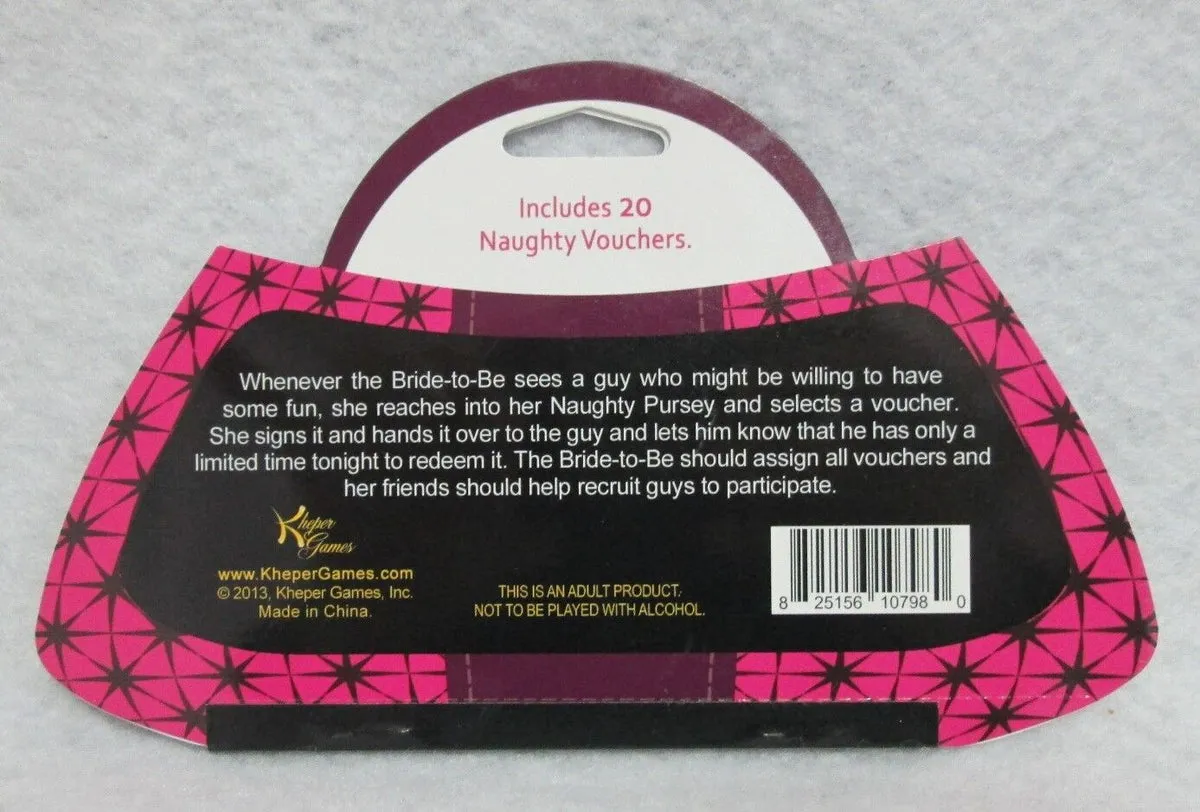 Includes 20
Naughty Vouchers.
Whenever the Bride-to-Be sees a guy who might be willing to have
some fun, she reaches into her Naughty Pursey and selects a voucher.
She signs it and hands it over to the guy and lets him know that he has only a
limited time tonight to redeem it. The Bride-to-Be should assign all vouchers and
her friends should help recruit guys to participate.
Kheper
Games
www.KheperGames.com
© 2013, Kheper Games, Inc.
Made in China.
THIS IS AN ADULT PRODUCT.
NOT TO BE PLAYED WITH ALCOHOL.
8 25156 10798 0